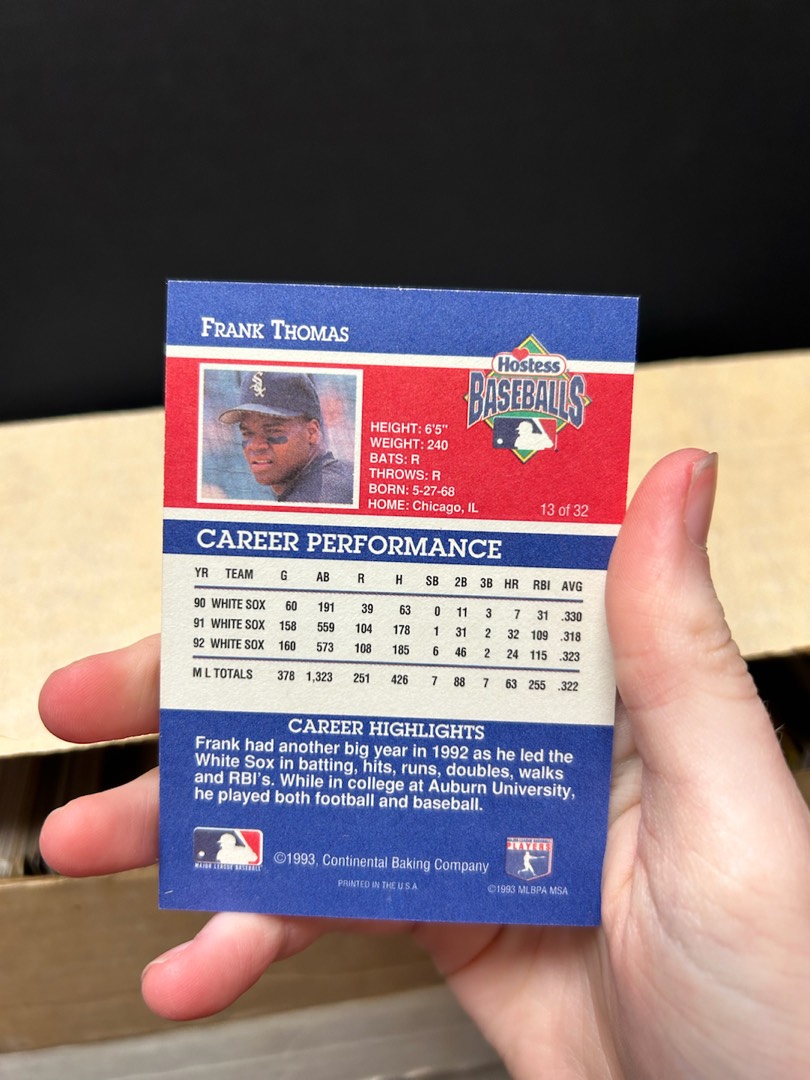 FRANK THOMAS
Hostess
BASEBALLS
HEIGHT: 6'5"
WEIGHT: 240
BATS: R
THROWS: R
BORN: 5-27-68
HOME: Chicago, IL
13 of 32
CAREER PERFORMANCE
YR TEAM G AB R H SB 2B 3B HR RBI AVG
90 WHITE SOX 60 191 39 63 0 11 3 7 31 .330
91 WHITE SOX 158 559 104 178 1 31 2 32 109 .318
92 WHITE SOX 160 573 108 185 6 46 2 24 115 .323
M L TOTALS 378 1,323 251 426 7 88 7 63 255 .322
CAREER HIGHLIGHTS
Frank had another big year in 1992 as he led the
White Sox in batting, hits, runs, doubles, walks
and RBI's. While in college at Auburn University,
he played both football and baseball.
MAJOR LEAGUE BASEBALL
©1993, Continental Baking Company
PLAYERS
PRINTED IN THE U S A
©1993 MLBPA MSA